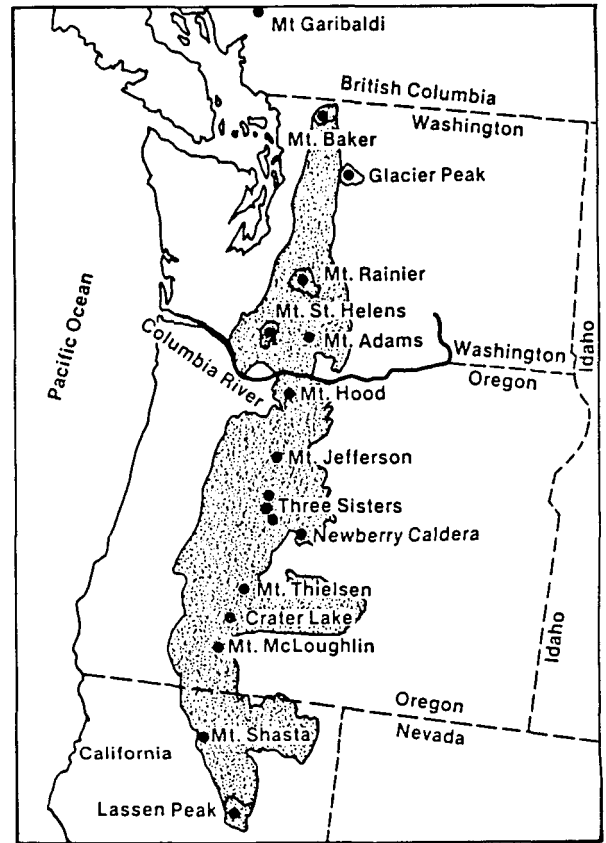 Mt Garibaldi
British Columbia
Washington
Mt. Baker
Glacier Peak
Mt. Rainier
Mt. St. Helens
Mt. Adams
Pacific Ocean
Columbia River
Washington
Oregon
Idaho
Mt. Hood
Mt. Jefferson
Three Sisters
Newberry Caldera
Mt. Thielsen
Crater Lake
Mt. McLoughlin
Idaho
Oregon
Nevada
Mt. Shasta
California
Lassen Peak